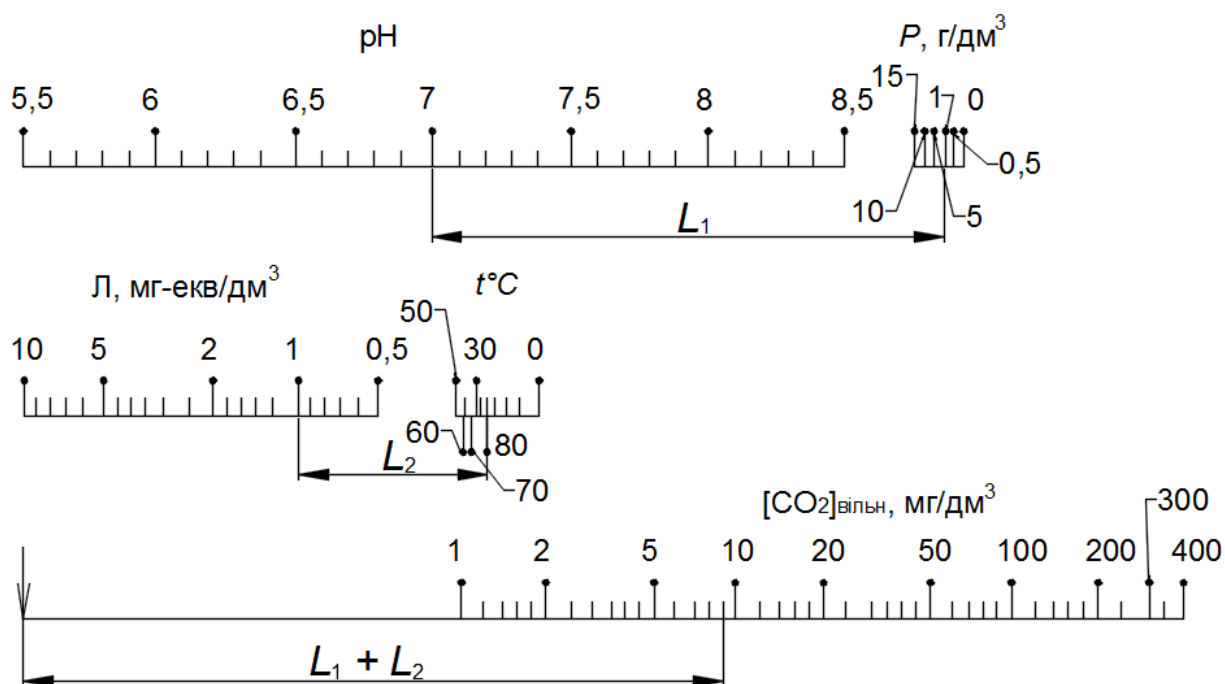 pH P, г/дм³
5,5 6 6,5 7 7,5 8 8,5 15 1 0
10 5 0,5
L₁
Л, мг-екв/дм³ t°C
50
10 5 2 1 0,5 30 0
60 80
L₂ 70
[CO₂]вільн, мг/дм³ 300
1 2 5 10 20 50 100 200 400
L₁ + L₂